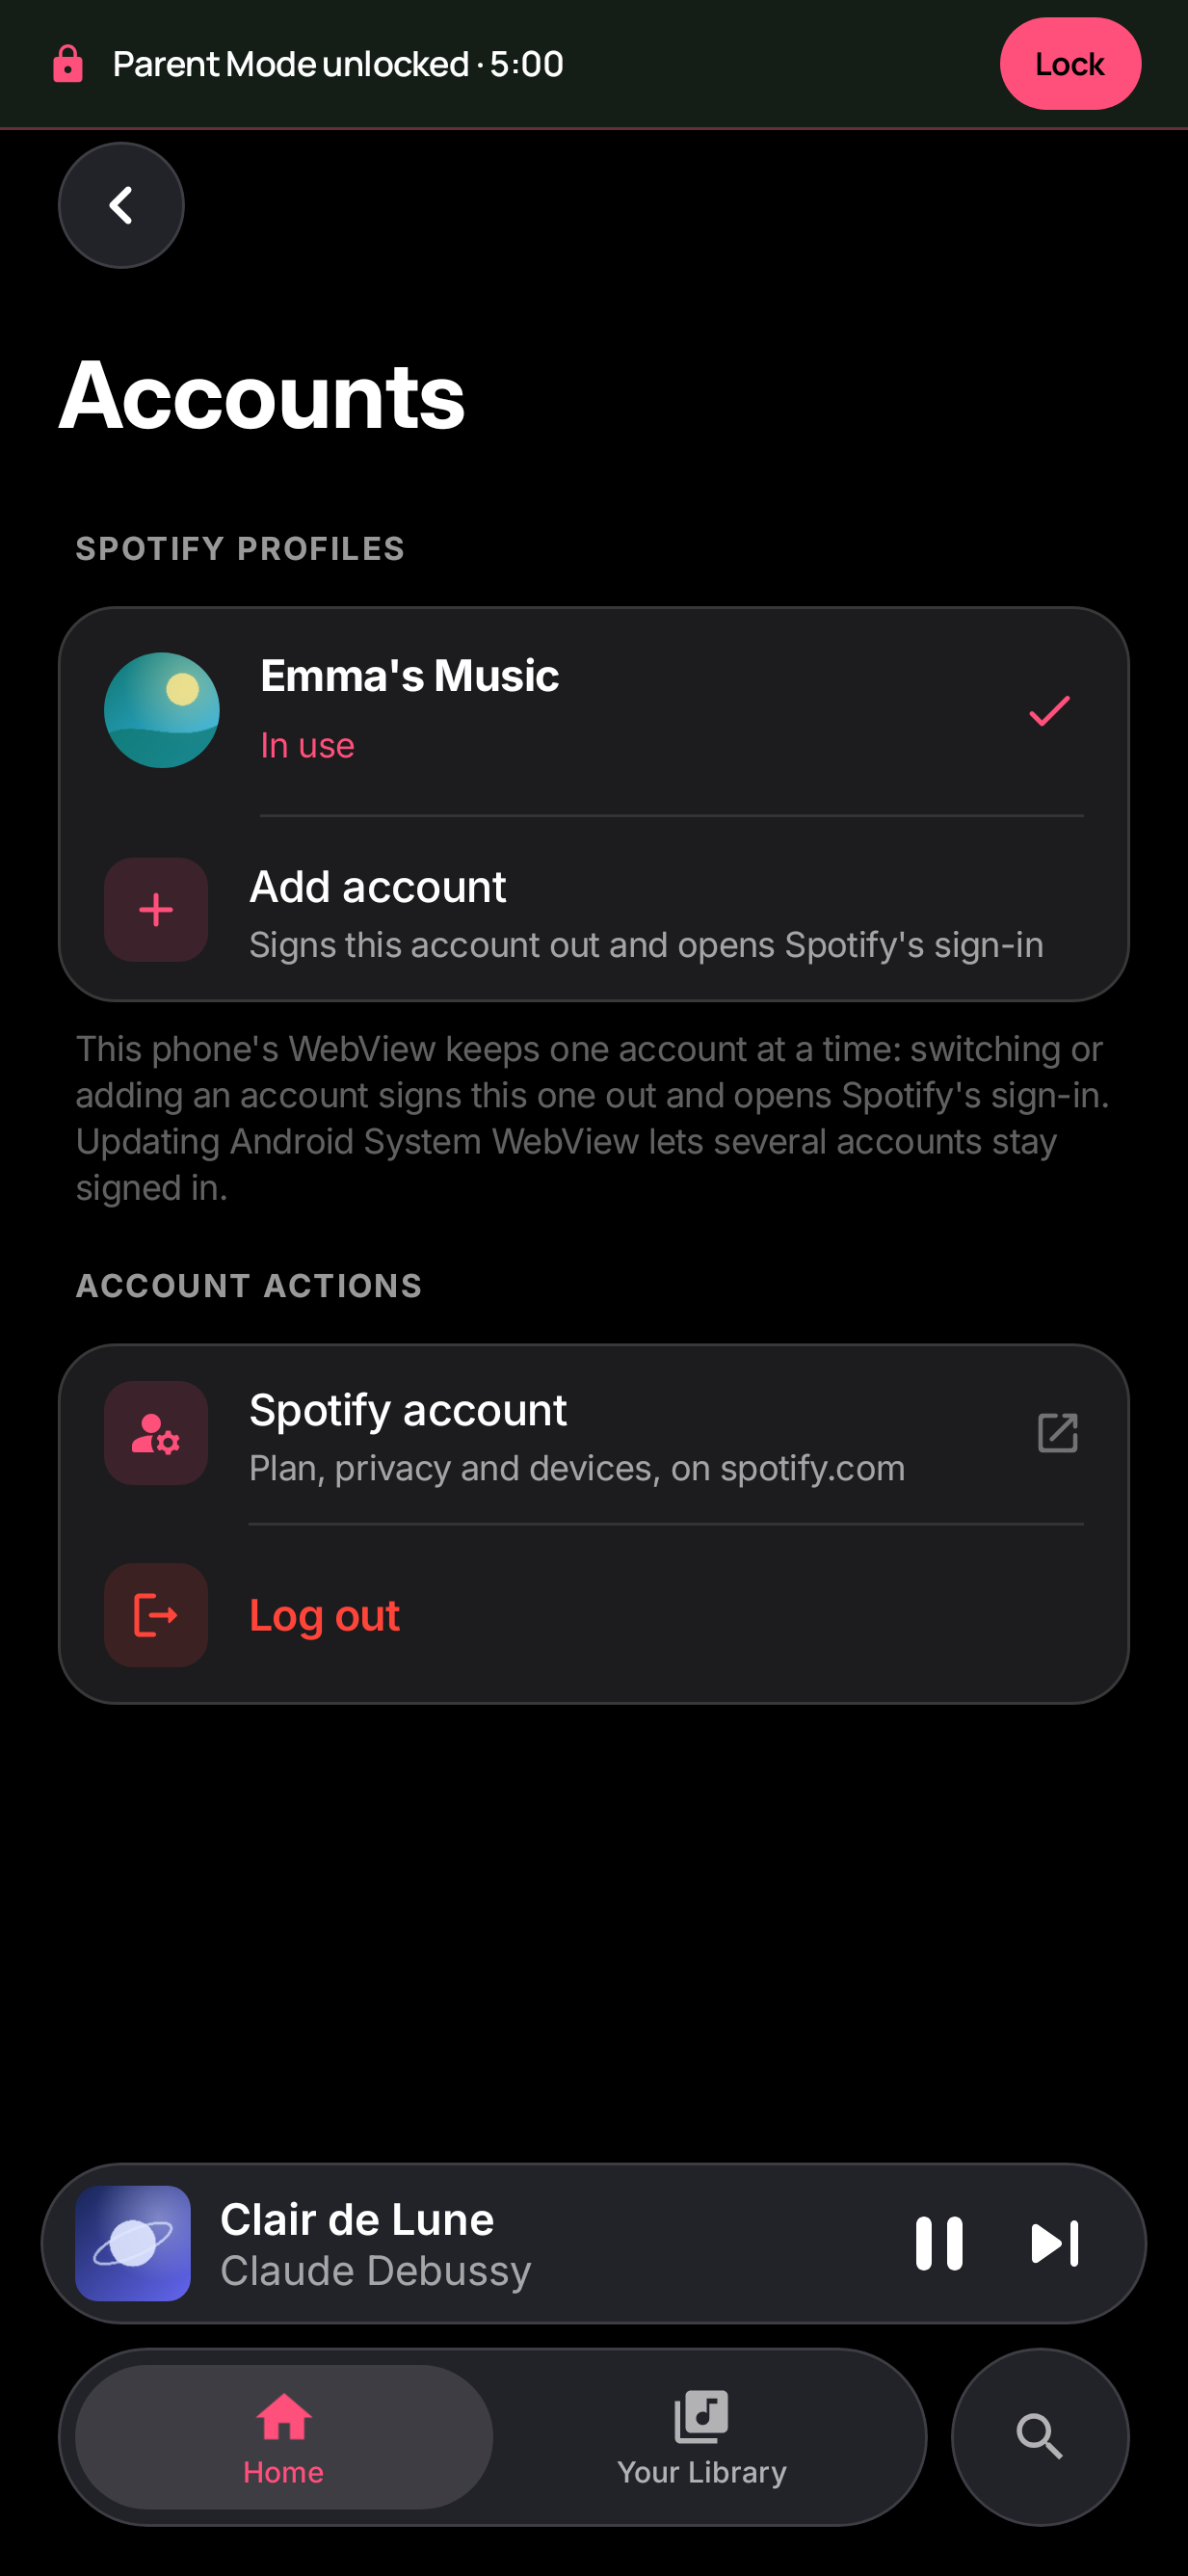 Parent Mode unlocked · 5:00
Lock
Accounts
SPOTIFY PROFILES
Emma's Music
In use
Add account
Signs this account out and opens Spotify's sign-in
This phone's WebView keeps one account at a time: switching or
adding an account signs this one out and opens Spotify's sign-in.
Updating Android System WebView lets several accounts stay
signed in.
ACCOUNT ACTIONS
Spotify account
Plan, privacy and devices, on spotify.com
Log out
Clair de Lune
Claude Debussy
Home
Your Library